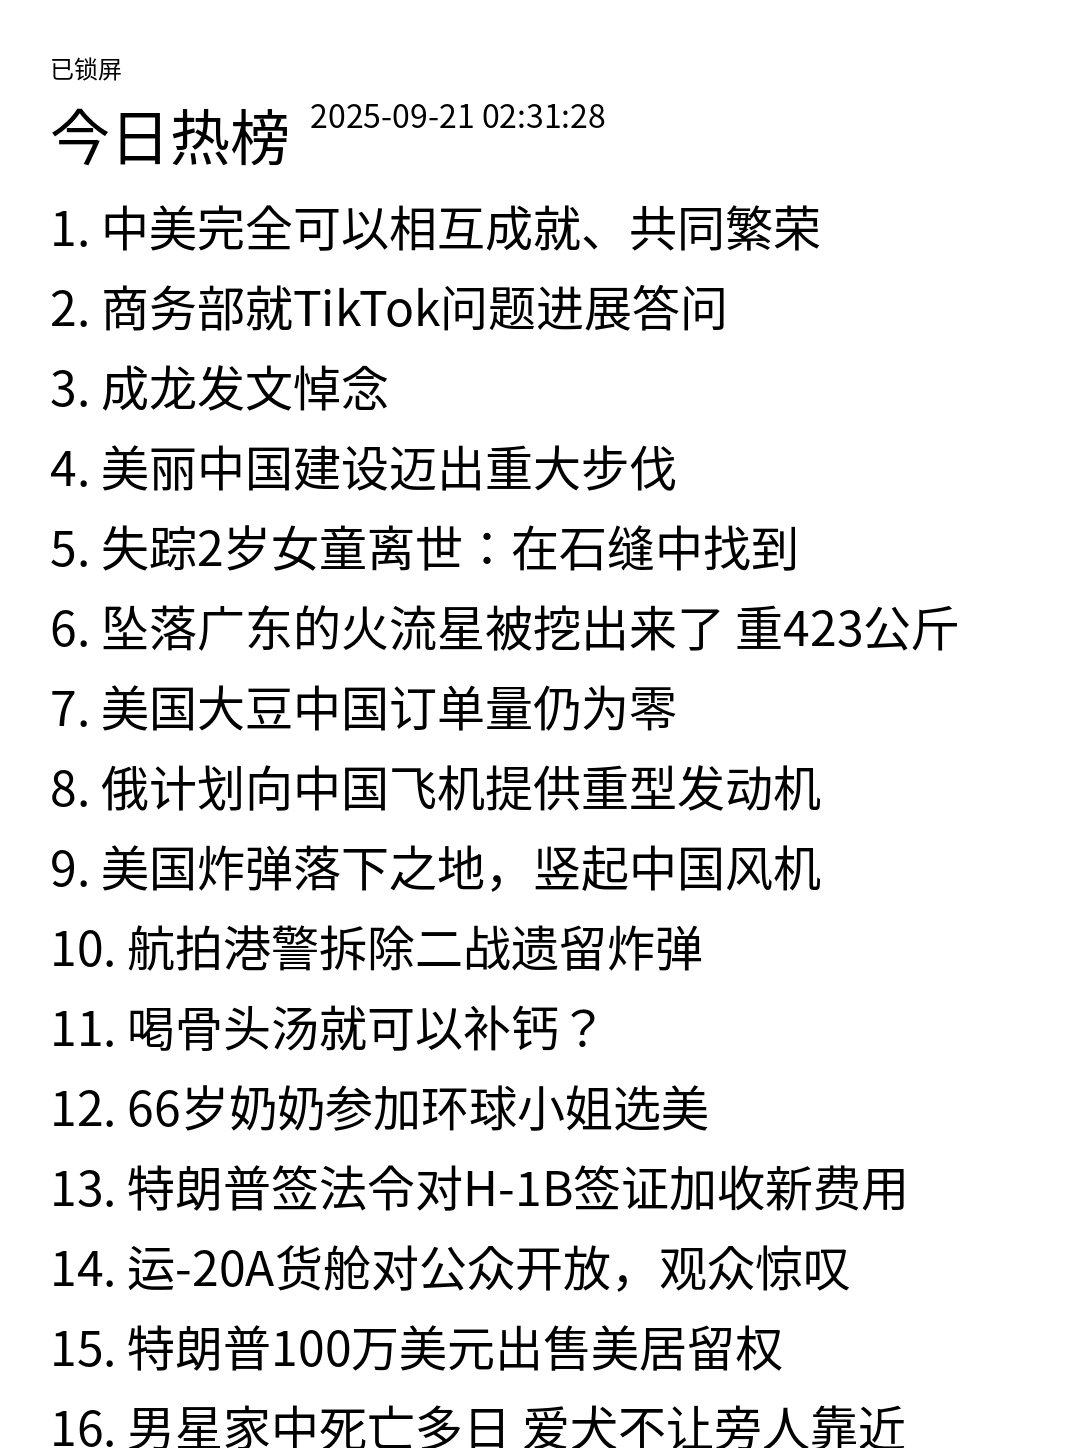 已锁屏
今日热榜 2025-09-21 02:31:28
1. 中美完全可以相互成就、共同繁荣
2. 商务部就TikTok问题进展答问
3. 成龙发文悼念
4. 美丽中国建设迈出重大步伐
5. 失踪2岁女童离世：在石缝中找到
6. 坠落广东的火流星被挖出来了 重423公斤
7. 美国大豆中国订单量仍为零
8. 俄计划向中国飞机提供重型发动机
9. 美国炸弹落下之地，竖起中国风机
10. 航拍港警拆除二战遗留炸弹
11. 喝骨头汤就可以补钙？
12. 66岁奶奶参加环球小姐选美
13. 特朗普签法令对H-1B签证加收新费用
14. 运-20A货舱对公众开放，观众惊叹
15. 特朗普100万美元出售美居留权
16. 男星家中死亡多日 爱犬不让旁人靠近